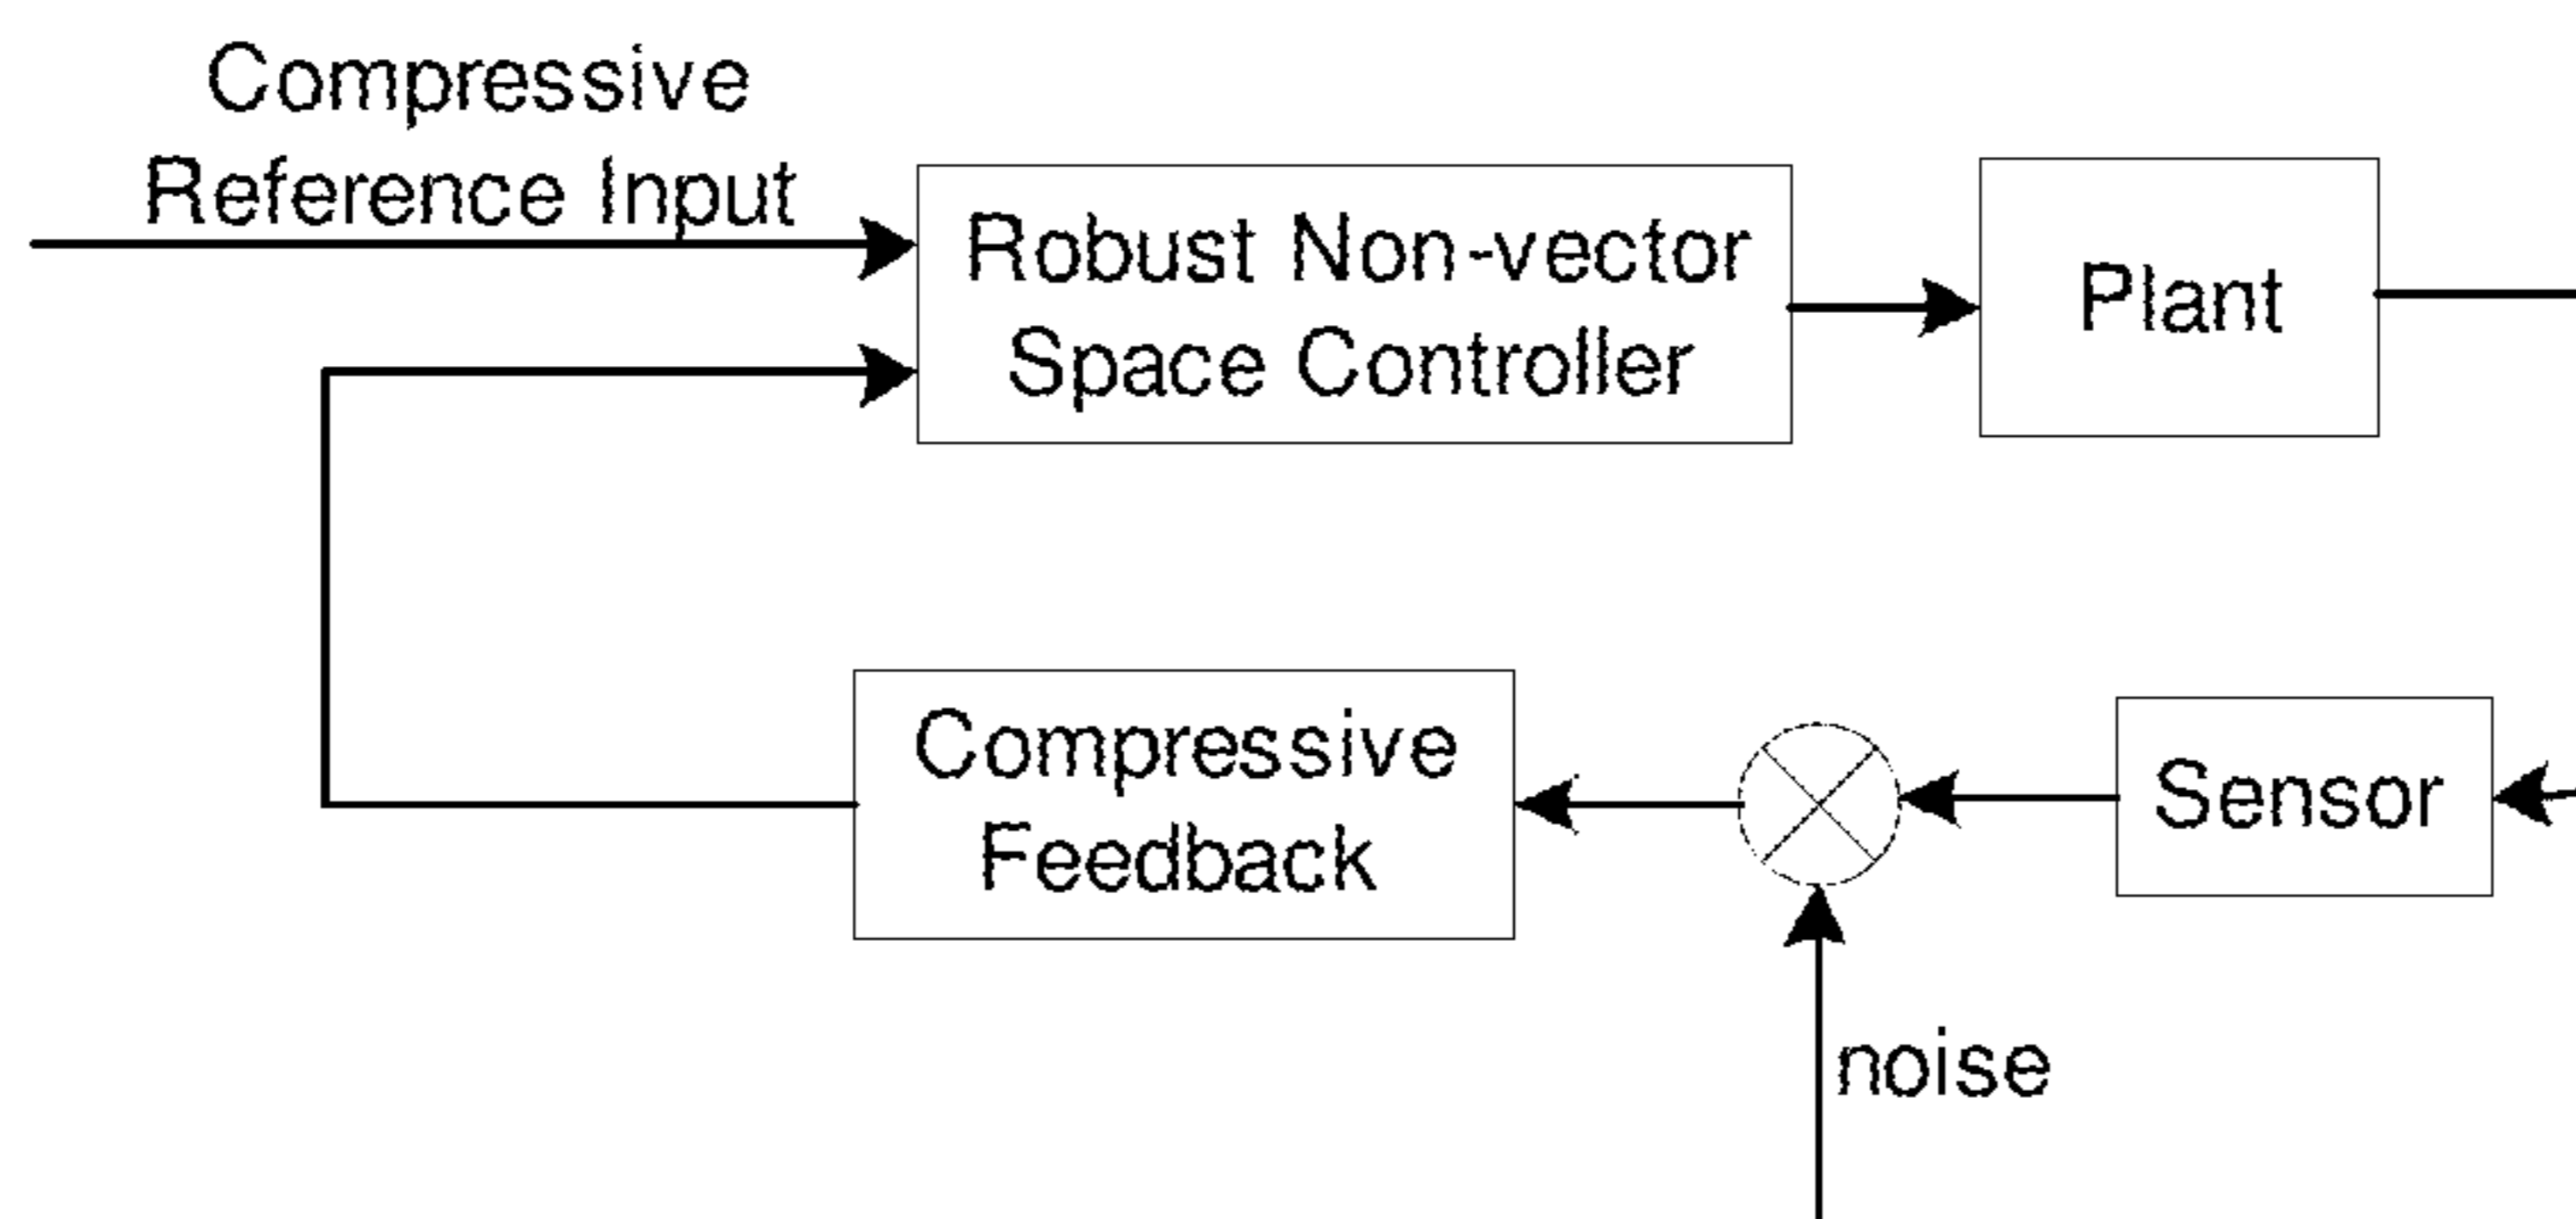 Compressive
Reference Input
Robust Non-vector
Space Controller
Plant
Compressive
Feedback
Sensor
noise